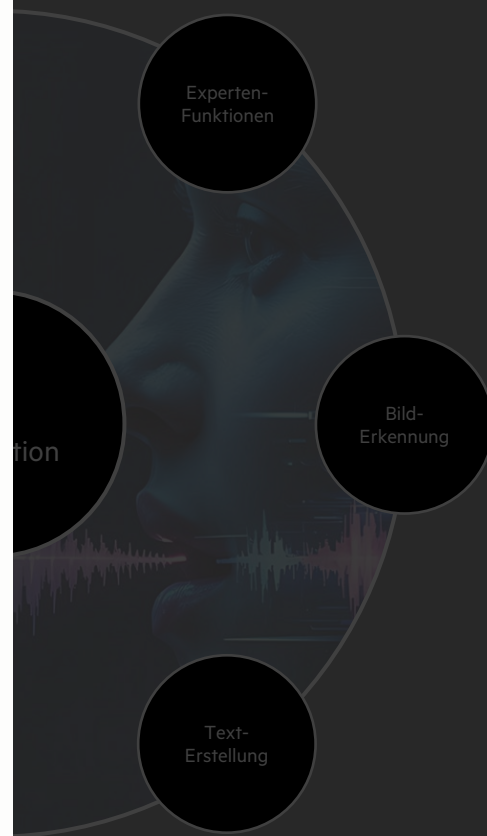 Experten-
Funktionen
Bild-
Erkennung
tion
Text-
Erstellung